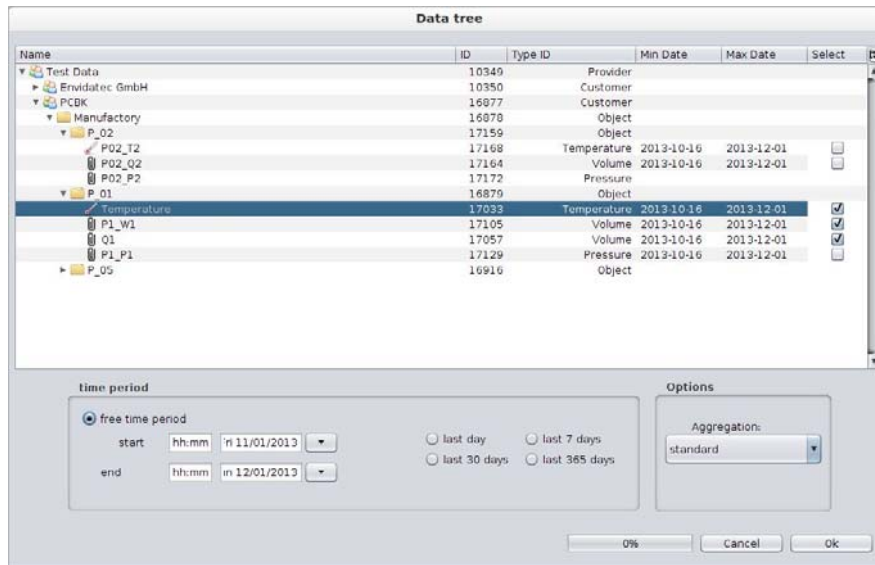 Data tree
Name ID Type ID Min Date Max Date Select
Test Data 10349 Provider
Envidatec GmbH 10350 Customer
PCBK 16877 Customer
Manufactory 16878 Object
P_02 17159 Object
P02_T2 17168 Temperature 2013-10-16 2013-12-01
P02_Q2 17164 Volume 2013-10-16 2013-12-01
P02_P2 17172 Pressure
P_01 16879 Object
Temperature 17033 Temperature 2013-10-16 2013-12-01
P1_W1 17105 Volume 2013-10-16 2013-12-01
Q1 17057 Volume 2013-10-16 2013-12-01
P1_P1 17129 Pressure 2013-10-16 2013-12-01
P_05 16916 Object
time period Options
free time period
Aggregation:
start hh:mm 'ri 11/01/2013 last day last 7 days
standard
last 30 days last 365 days
end hh:mm in 12/01/2013
0% Cancel Ok